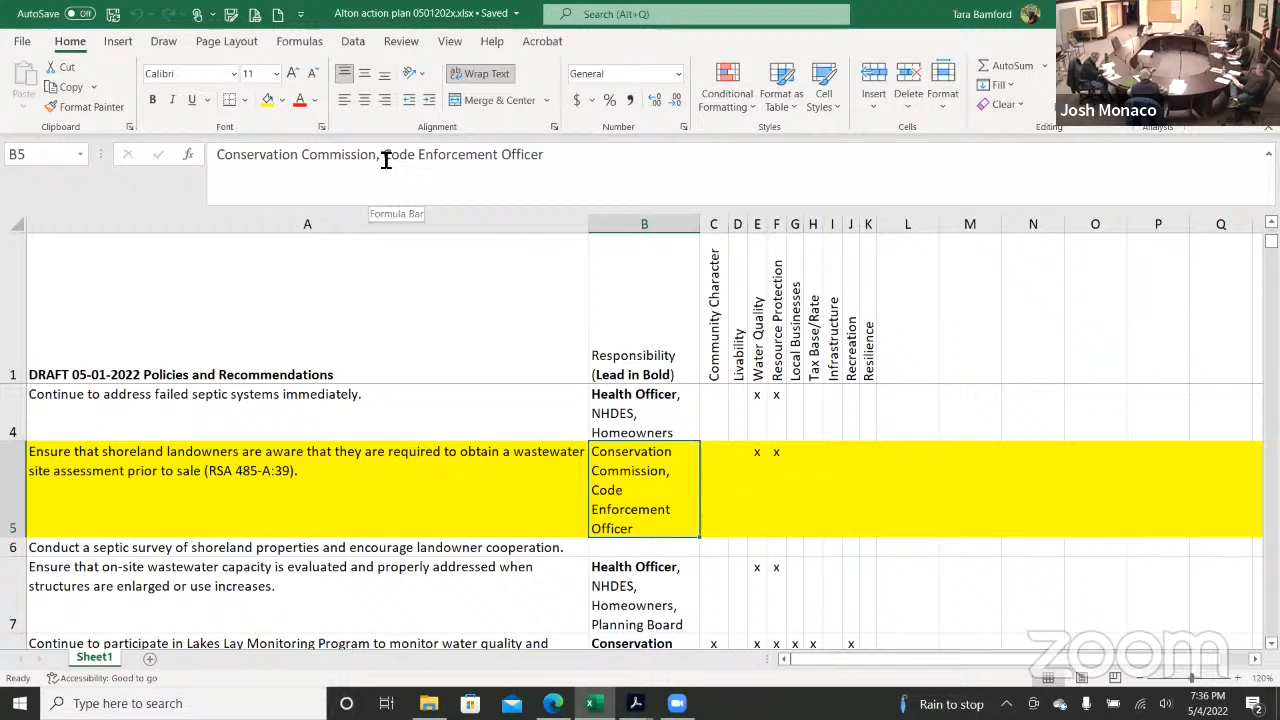 AutoSave Off
Alton action plan 0501202x.xlsx • Saved
Search (Alt+Q)
Tara Bamford
File Home Insert Draw Page Layout Formulas Data Review View Help Acrobat
Paste
Cut
Copy
Format Painter
Calibri 11
B I U
Wrap Text
Merge & Center
General
$ % 9
Conditional Formatting
Format as Table
Cell Styles
Insert Delete Format
AutoSum
Fill
Clear
Clipboard Font Alignment Number Styles Cells Editing Analysis
Josh Monaco
B5
fx
Conservation Commission, Code Enforcement Officer
Formula Bar
A B C D E F G H I J K L M N O P Q
1
DRAFT 05-01-2022 Policies and Recommendations
Responsibility
(Lead in Bold)
Community Character
Livability
Water Quality
Resource Protection
Local Businesses
Tax Base/Rate
Infrastructure
Recreation
Resilience
4
Continue to address failed septic systems immediately.
Health Officer,
NHDES,
Homeowners
x x
5
Ensure that shoreland landowners are aware that they are required to obtain a wastewater
site assessment prior to sale (RSA 485-A:39).
Conservation
Commission,
Code
Enforcement
Officer
x x
6
Conduct a septic survey of shoreland properties and encourage landowner cooperation.
7
Ensure that on-site wastewater capacity is evaluated and properly addressed when
structures are enlarged or use increases.
Health Officer,
NHDES,
Homeowners,
Planning Board
x x
Continue to participate in Lakes Lay Monitoring Program to monitor water quality and
Conservation
x x x x x x
zoom
Sheet1
Ready
Accessibility: Good to go
120%
Type here to search
Rain to stop
7:36 PM
5/4/2022
2